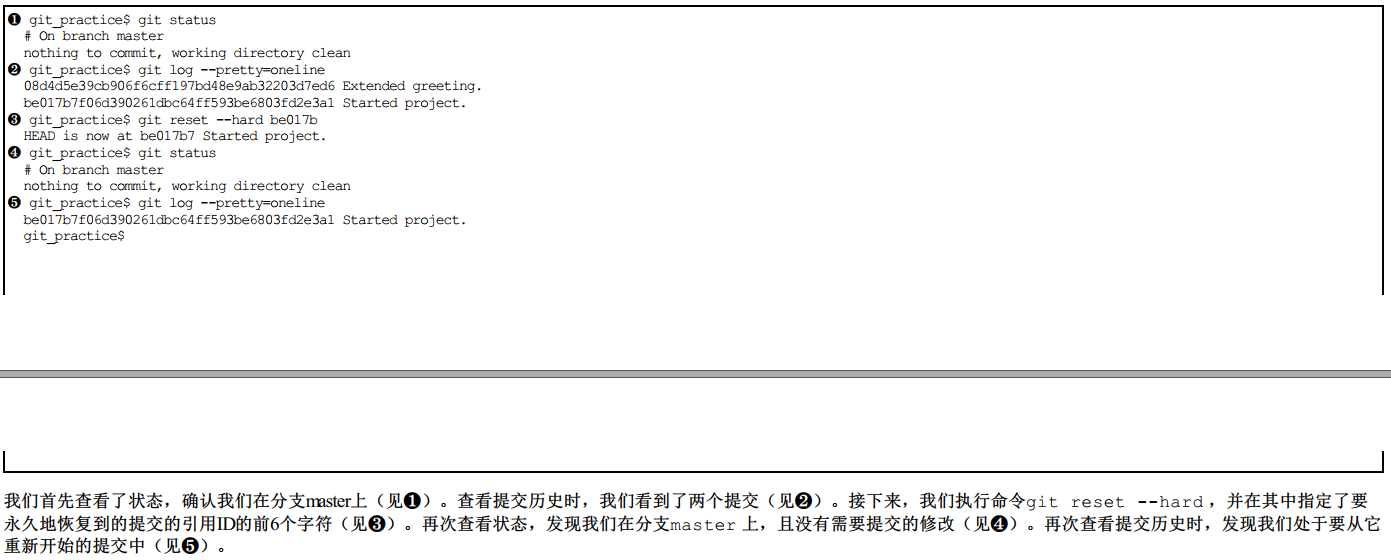 ❶ git_practice$ git status
# On branch master
nothing to commit, working directory clean
❷ git_practice$ git log --pretty=oneline
08d4d5e39cb906f6cff197bd48e9ab32203d7ed6 Extended greeting.
be017b7f06d390261dbc64ff593be6803fd2e3a1 Started project.
❸ git_practice$ git reset --hard be017b
HEAD is now at be017b7 Started project.
❹ git_practice$ git status
# On branch master
nothing to commit, working directory clean
❺ git_practice$ git log --pretty=oneline
be017b7f06d390261dbc64ff593be6803fd2e3a1 Started project.
git_practice$
我们首先查看了状态，确认我们在分支master上（见❶）。查看提交历史时，我们看到了两个提交（见❷）。接下来，我们执行命令git reset --hard ，并在其中指定了要
永久地恢复到的提交的引用ID的前6个字符（见❸）。再次查看状态，发现我们在分支master 上，且没有需要提交的修改（见❹）。再次查看提交历史时，发现我们处于要从它
重新开始的提交中（见❺）。